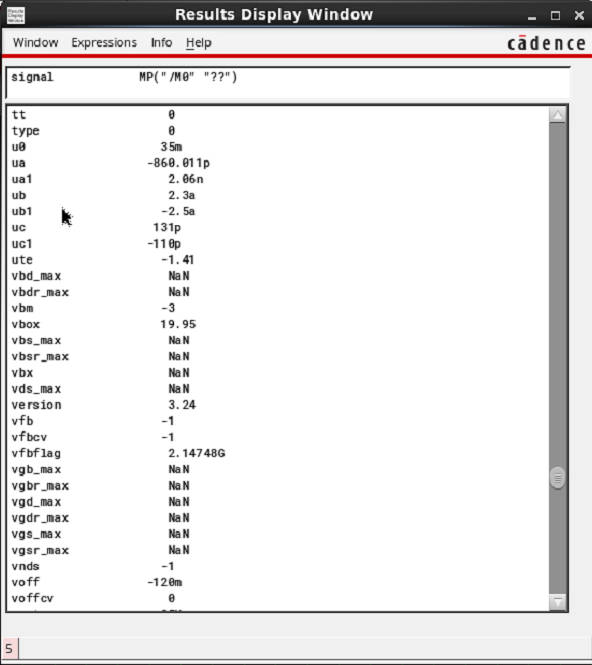 Results Display Window
Window Expressions Info Help
cādence
signal MP("/M0" "??")
tt 0
type 0
u0 35m
ua -860.011p
ua1 2.06n
ub 2.3a
ub1 -2.5a
uc 131p
uc1 -110p
ute -1.41
vbd_max NaN
vbdr_max NaN
vbm -3
vbox 19.95
vbs_max NaN
vbsr_max NaN
vbx NaN
vds_max NaN
version 3.24
vfb -1
vfbcv -1
vfbflag 2.14748G
vgb_max NaN
vgbr_max NaN
vgd_max NaN
vgdr_max NaN
vgs_max NaN
vgsr_max NaN
vnds -1
voff -120m
voffcv 0
5